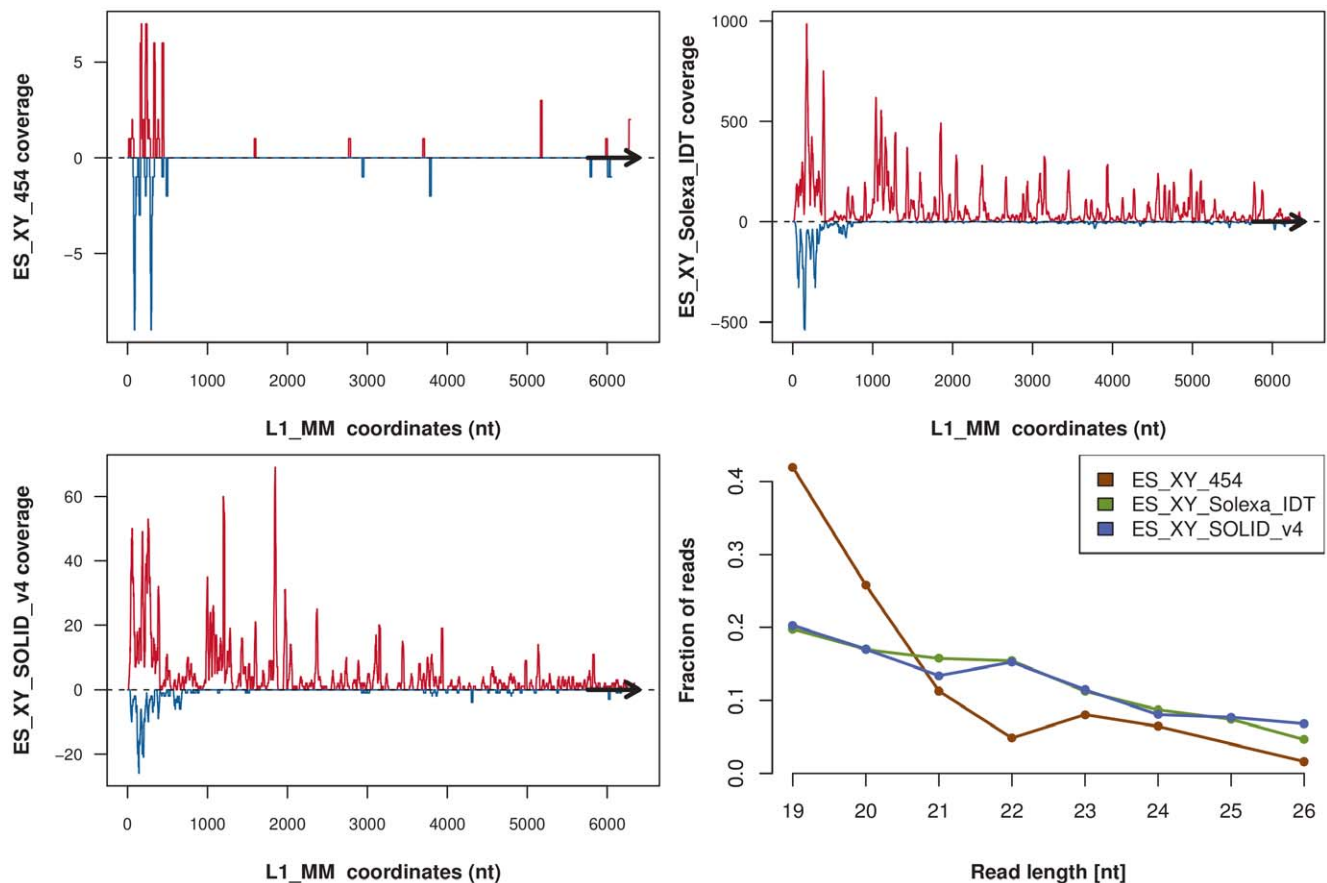 ES_XY_454 coverage
5
0
−5
0 1000 2000 3000 4000 5000 6000
L1_MM coordinates (nt)
ES_XY_Solexa_IDT coverage
1000
500
0
−500
0 1000 2000 3000 4000 5000 6000
L1_MM coordinates (nt)
ES_XY_SOLID_v4 coverage
60
40
20
0
−20
0 1000 2000 3000 4000 5000 6000
L1_MM coordinates (nt)
Fraction of reads
0.4
0.3
0.2
0.1
0.0
ES_XY_454
ES_XY_Solexa_IDT
ES_XY_SOLID_v4
19 20 21 22 23 24 25 26
Read length [nt]